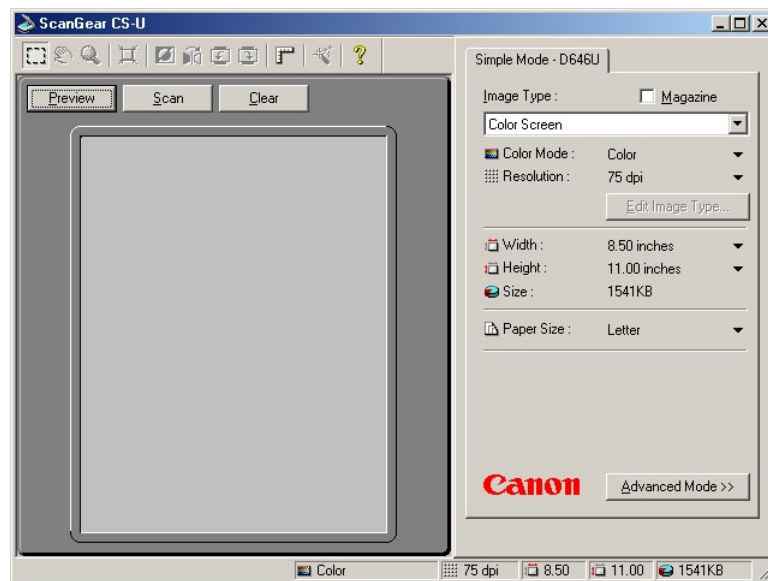 ScanGear CS-U
Simple Mode - D646U
Preview
Scan
Clear
Image Type :
Magazine
Color Screen
Color Mode :
Color
Resolution :
75 dpi
Edit Image Type...
Width :
8.50 inches
Height :
11.00 inches
Size :
1541KB
Paper Size :
Letter
Canon
Advanced Mode >>
Color
75 dpi
8.50
11.00
1541KB